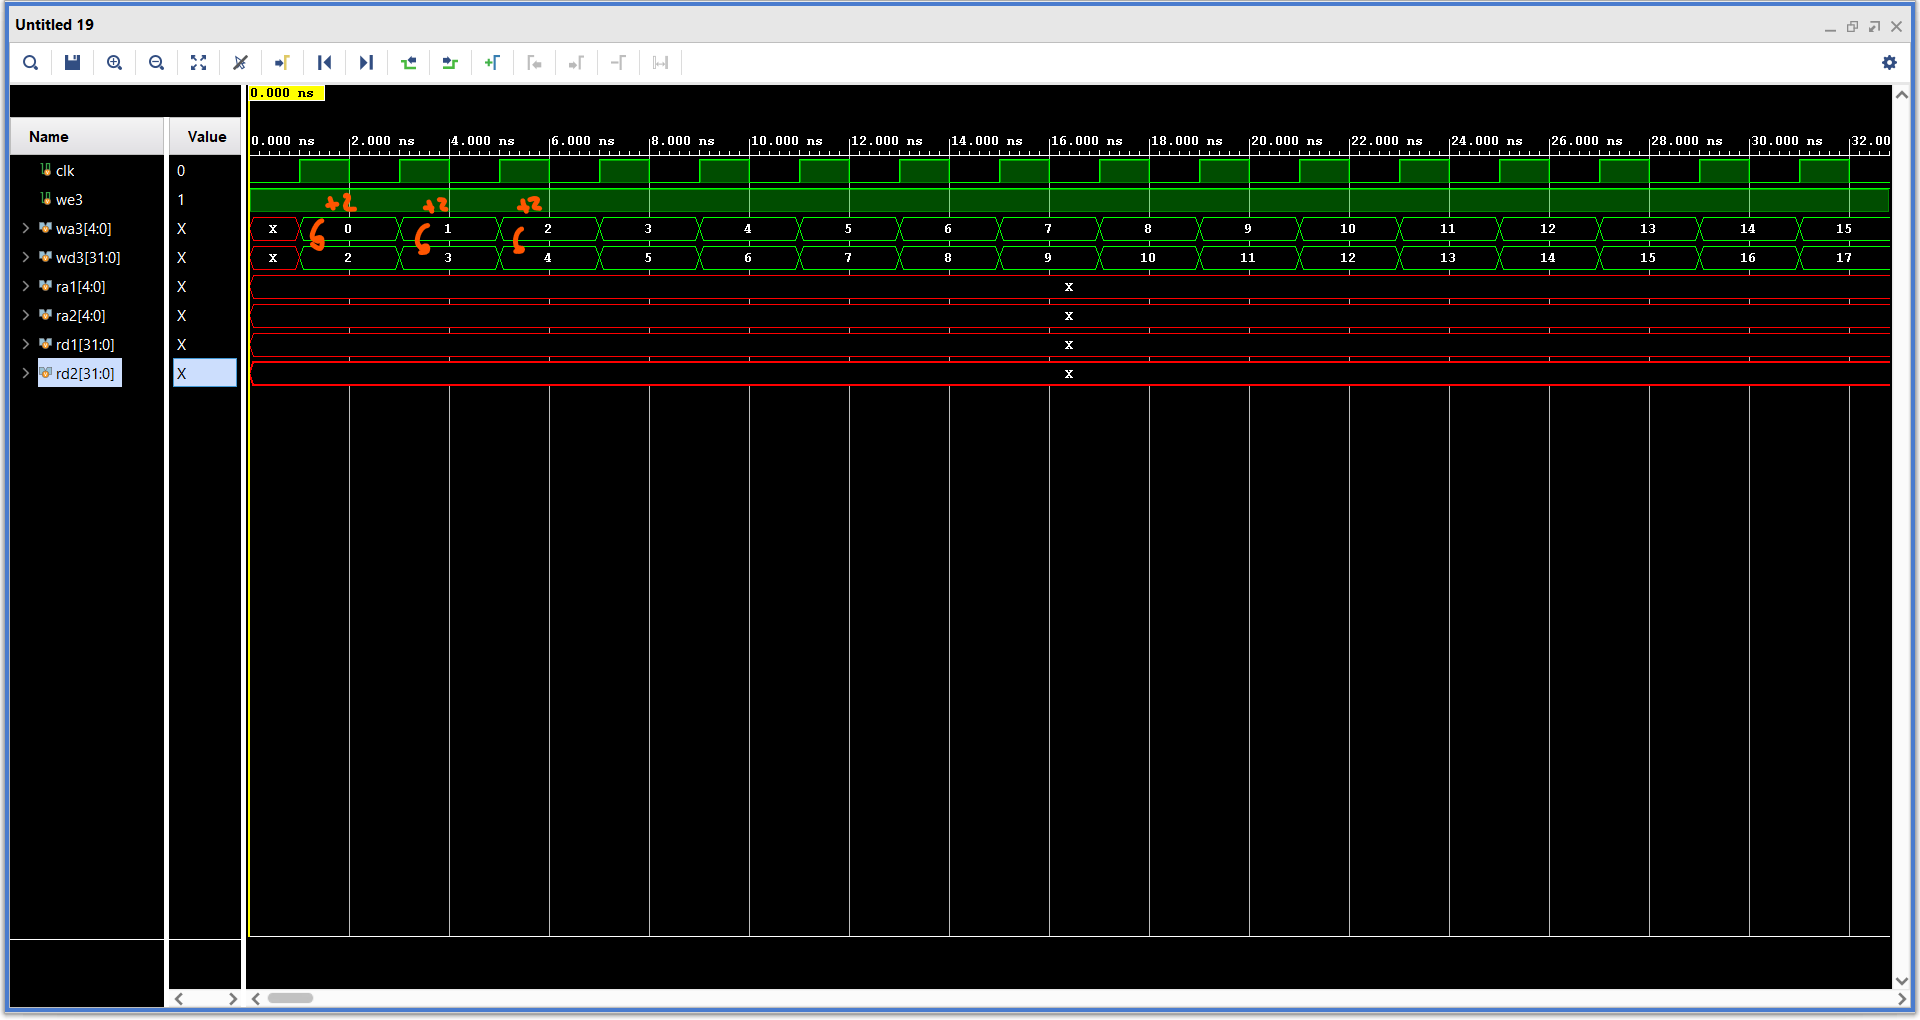 Untitled 19
0.000 ns
Name Value
0.000 ns 2.000 ns 4.000 ns 6.000 ns 8.000 ns 10.000 ns 12.000 ns 14.000 ns 16.000 ns 18.000 ns 20.000 ns 22.000 ns 24.000 ns 26.000 ns 28.000 ns 30.000 ns 32.00
clk 0
we3 1
+2 +2 +2
wa3[4:0] X X 0 1 2 3 4 5 6 7 8 9 10 11 12 13 14 15
wd3[31:0] X X 2 3 4 5 6 7 8 9 10 11 12 13 14 15 16 17
ra1[4:0] X X
ra2[4:0] X X
rd1[31:0] X X
rd2[31:0] X X